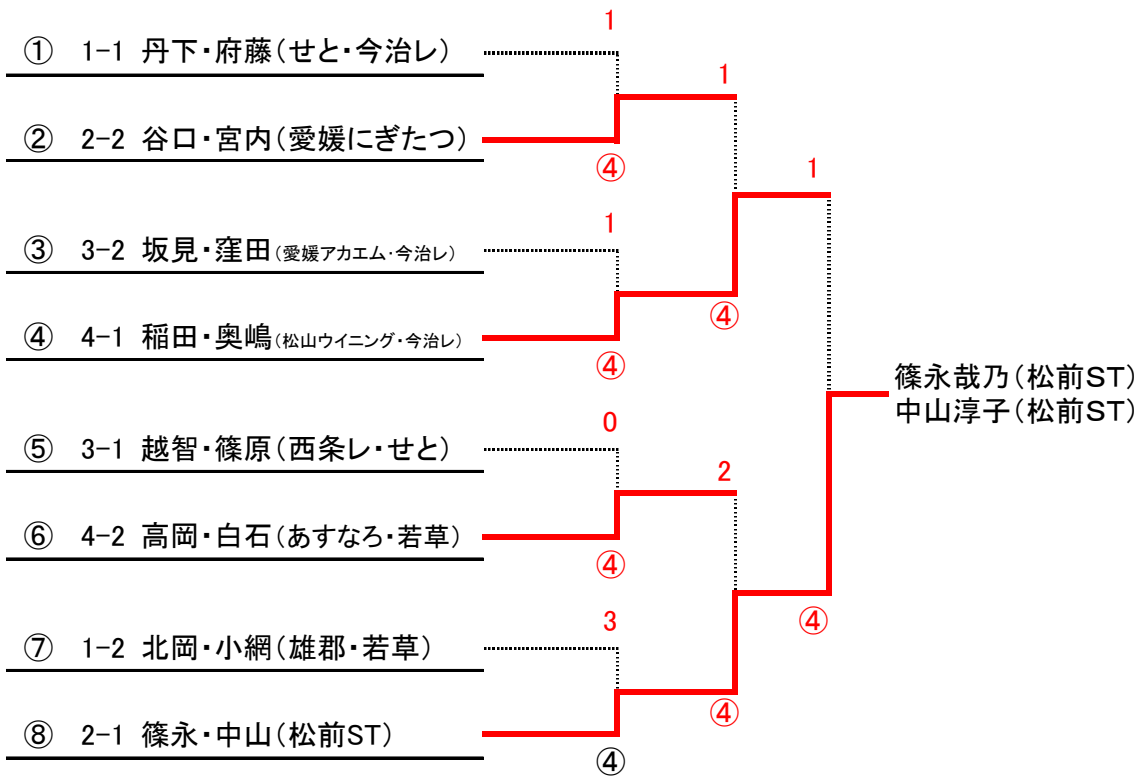 1
① 1-1 丹下・府藤(せと・今治レ)
1
② 2-2 谷口・宮内(愛媛にぎたつ)
④
1
1
③ 3-2 坂見・窪田(愛媛アカエム・今治レ)
④
④ 4-1 稲田・奥嶋(松山ウイニング・今治レ)
④
篠永哉乃(松前ST)
中山淳子(松前ST)
0
⑤ 3-1 越智・篠原(西条レ・せと)
2
⑥ 4-2 高岡・白石(あすなろ・若草)
④
3
④
⑦ 1-2 北岡・小網(雄郡・若草)
④
⑧ 2-1 篠永・中山(松前ST)
④